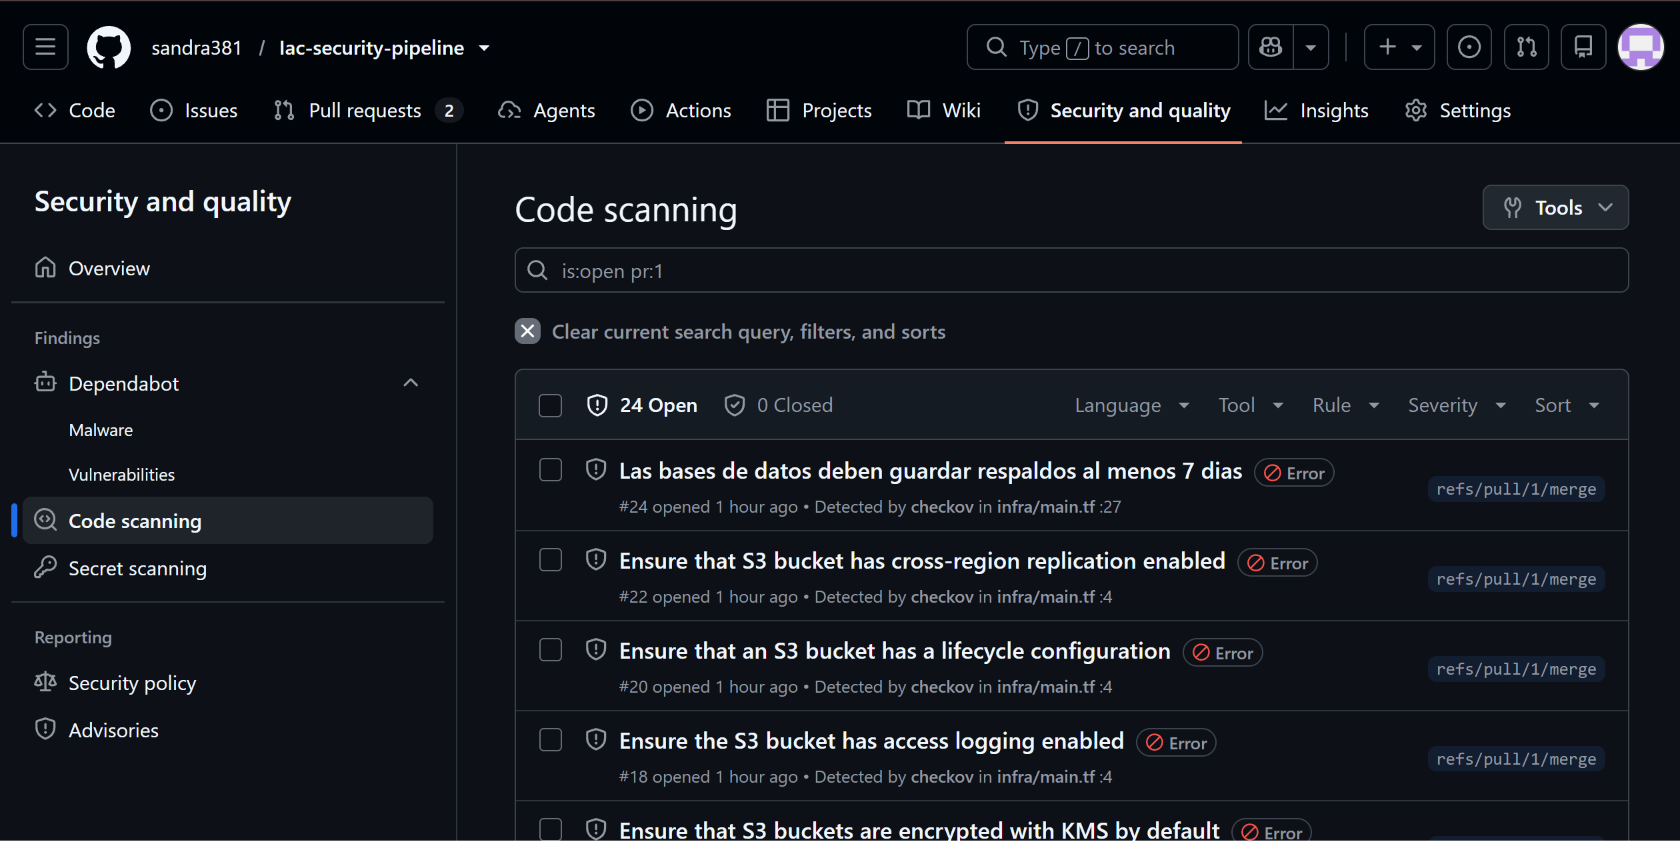 sandra381 / Iac-security-pipeline
Type / to search
Code Issues Pull requests 2 Agents Actions Projects Wiki Security and quality Insights Settings
Security and quality
Overview
Findings
Dependabot
Malware
Vulnerabilities
Code scanning
Secret scanning
Reporting
Security policy
Advisories
Code scanning
Tools
is:open pr:1
Clear current search query, filters, and sorts
24 Open 0 Closed Language Tool Rule Severity Sort
Las bases de datos deben guardar respaldos al menos 7 dias Error
#24 opened 1 hour ago • Detected by checkov in infra/main.tf :27
refs/pull/1/merge
Ensure that S3 bucket has cross-region replication enabled Error
#22 opened 1 hour ago • Detected by checkov in infra/main.tf :4
refs/pull/1/merge
Ensure that an S3 bucket has a lifecycle configuration Error
#20 opened 1 hour ago • Detected by checkov in infra/main.tf :4
refs/pull/1/merge
Ensure the S3 bucket has access logging enabled Error
#18 opened 1 hour ago • Detected by checkov in infra/main.tf :4
refs/pull/1/merge
Ensure that S3 buckets are encrypted with KMS by default Error